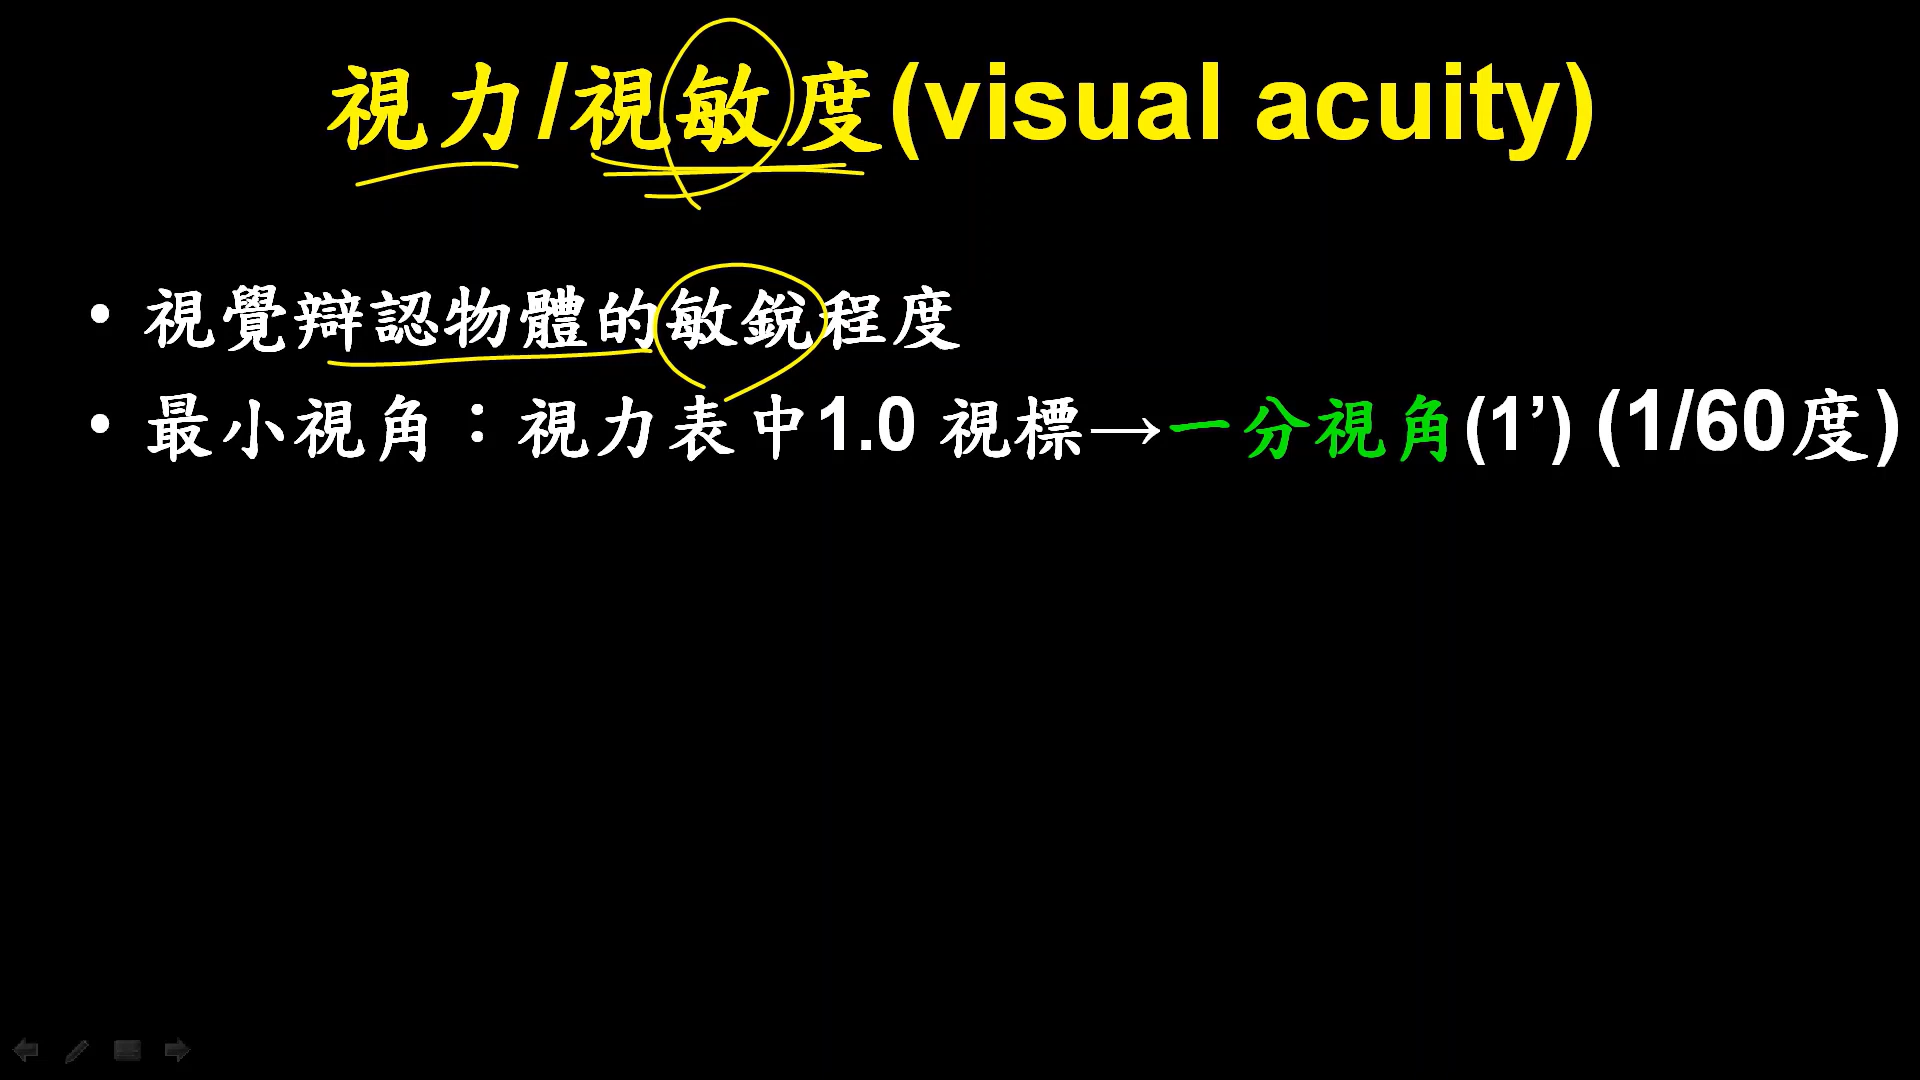 視力/視敏度(visual acuity)
• 視覺辯認物體的敏銳程度
• 最小視角：視力表中1.0 視標→一分視角(1’) (1/60度)